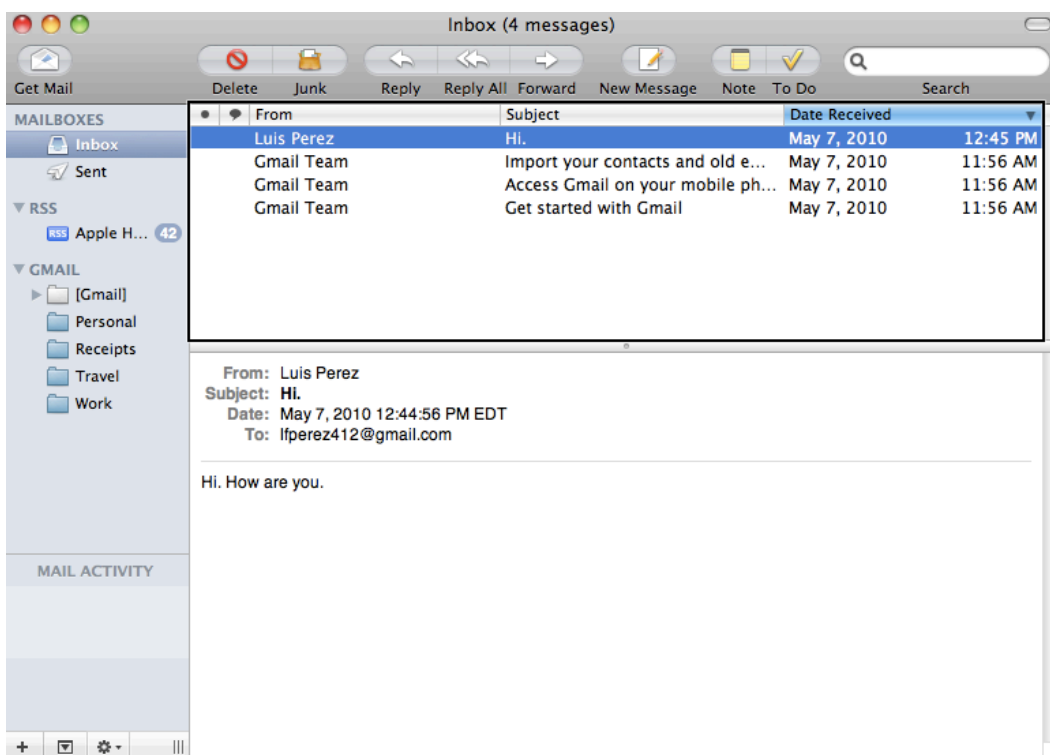 Inbox (4 messages)
Get Mail Delete Junk Reply Reply All Forward New Message Note To Do Search
MAILBOXES
Inbox
Sent
RSS
RSS Apple H... 42
GMAIL
[Gmail]
Personal
Receipts
Travel
Work
MAIL ACTIVITY
From Subject Date Received
Luis Perez Hi. May 7, 2010 12:45 PM
Gmail Team Import your contacts and old e... May 7, 2010 11:56 AM
Gmail Team Access Gmail on your mobile ph... May 7, 2010 11:56 AM
Gmail Team Get started with Gmail May 7, 2010 11:56 AM
From: Luis Perez
Subject: Hi.
Date: May 7, 2010 12:44:56 PM EDT
To: lfperez412@gmail.com
Hi. How are you.